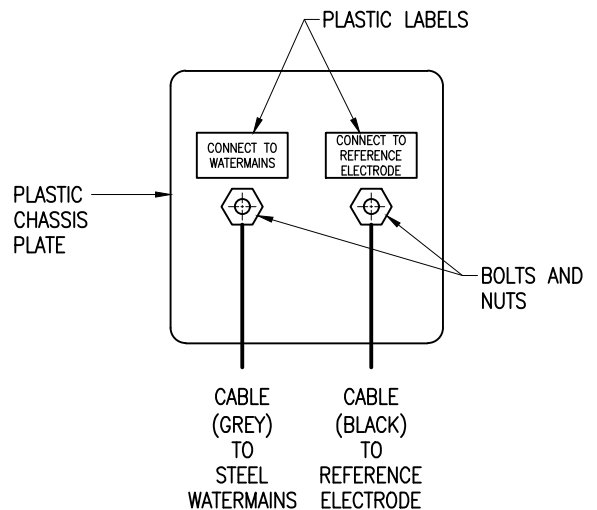 PLASTIC LABELS
CONNECT TO
WATERMAINS
CONNECT TO
REFERENCE
ELECTRODE
PLASTIC
CHASSIS
PLATE
BOLTS AND
NUTS
CABLE
(GREY)
TO
STEEL
WATERMAINS
CABLE
(BLACK)
TO
REFERENCE
ELECTRODE